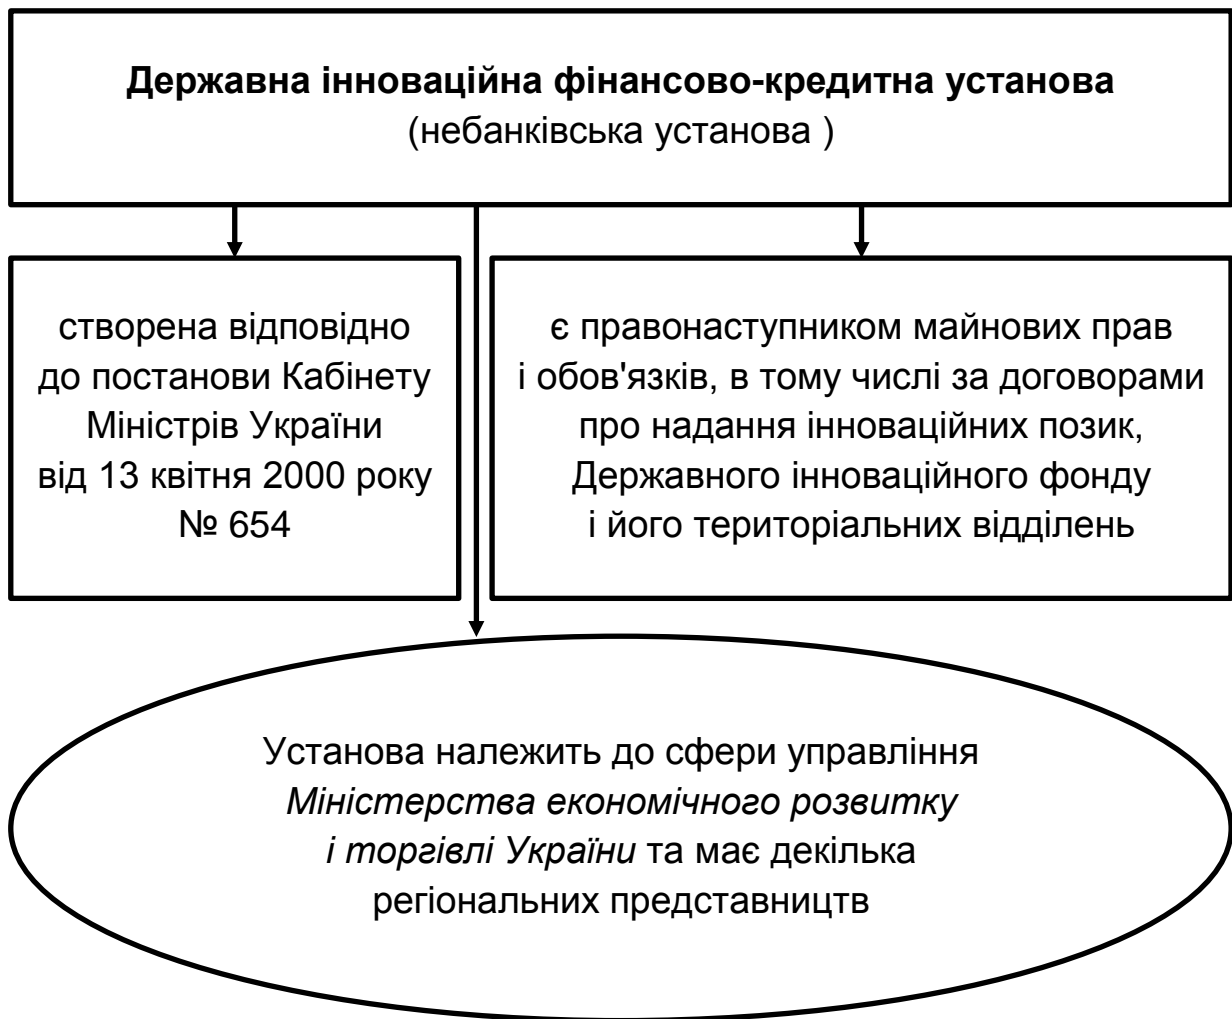 Державна інноваційна фінансово-кредитна установа
(небанківська установа )
створена відповідно
до постанови Кабінету
Міністрів України
від 13 квітня 2000 року
№ 654
є правонаступником майнових прав
і обов'язків, в тому числі за договорами
про надання інноваційних позик,
Державного інноваційного фонду
і його територіальних відділень
Установа належить до сфери управління
Міністерства економічного розвитку
і торгівлі України та має декілька
регіональних представництв